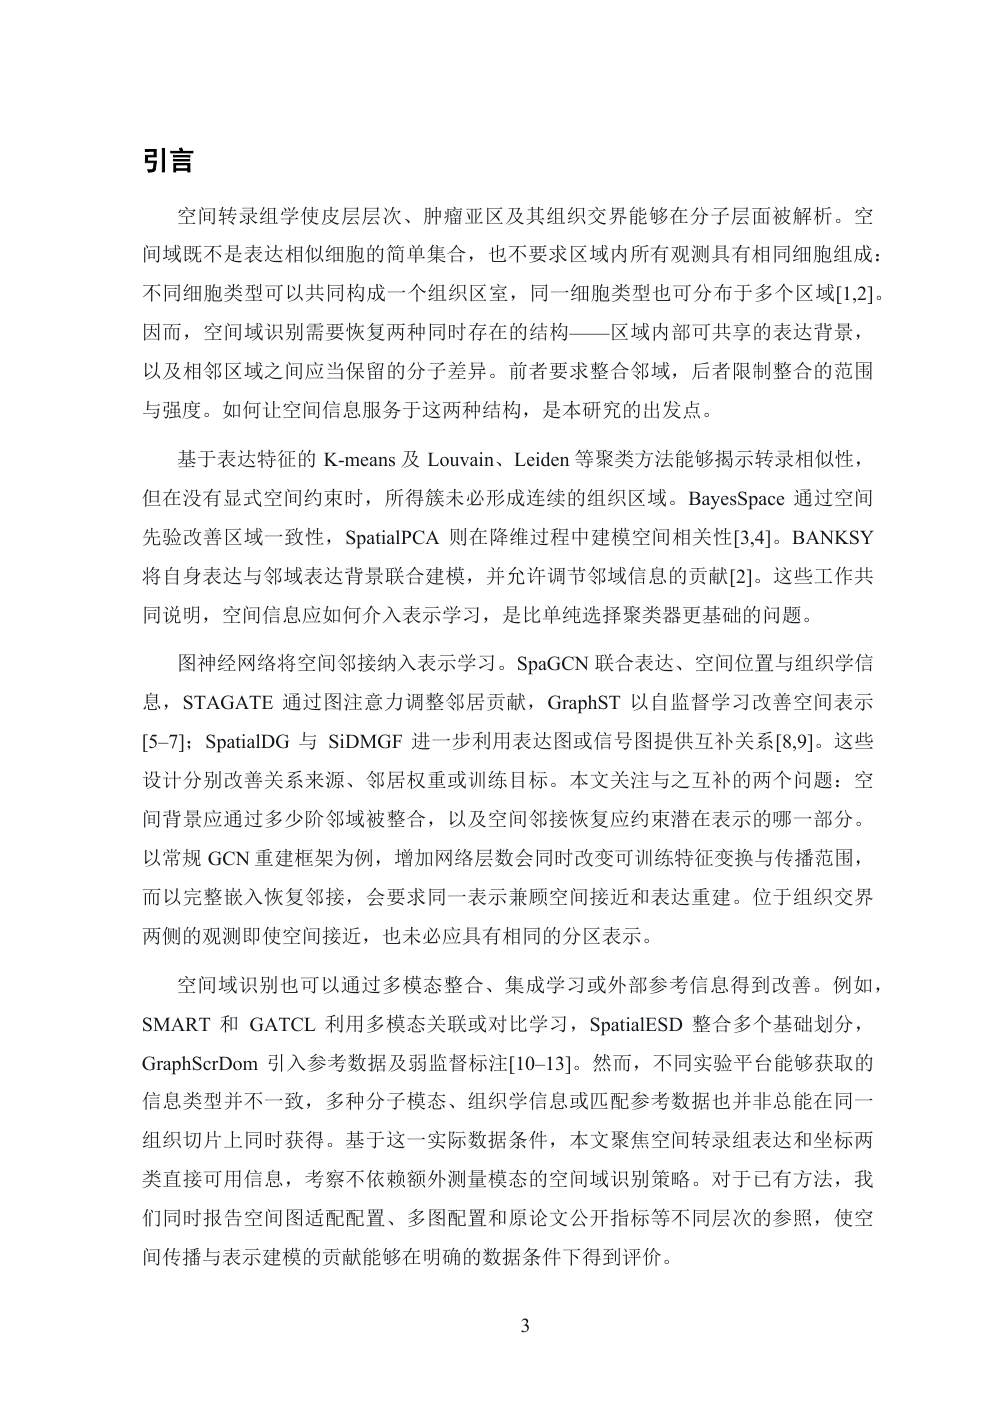 引言
空间转录组学使皮层层次、肿瘤亚区及其组织交界能够在分子层面被解析。空
间域既不是表达相似细胞的简单集合，也不要求区域内所有观测具有相同细胞组成：
不同细胞类型可以共同构成一个组织区室，同一细胞类型也可分布于多个区域[1,2]。
因而，空间域识别需要恢复两种同时存在的结构——区域内部可共享的表达背景，
以及相邻区域之间应当保留的分子差异。前者要求整合邻域，后者限制整合的范围
与强度。如何让空间信息服务于这两种结构，是本研究的出发点。
基于表达特征的 K-means 及 Louvain、Leiden 等聚类方法能够揭示转录相似性，
但在没有显式空间约束时，所得簇未必形成连续的组织区域。BayesSpace 通过空间
先验改善区域一致性，SpatialPCA 则在降维过程中建模空间相关性[3,4]。BANKSY
将自身表达与邻域表达背景联合建模，并允许调节邻域信息的贡献[2]。这些工作共
同说明，空间信息应如何介入表示学习，是比单纯选择聚类器更基础的问题。
图神经网络将空间邻接纳入表示学习。SpaGCN 联合表达、空间位置与组织学信
息，STAGATE 通过图注意力调整邻居贡献，GraphST 以自监督学习改善空间表示
[5–7]；SpatialDG 与 SiDMGF 进一步利用表达图或信号图提供互补关系[8,9]。这些
设计分别改善关系来源、邻居权重或训练目标。本文关注与之互补的两个问题：空
间背景应通过多少阶邻域被整合，以及空间邻接恢复应约束潜在表示的哪一部分。
以常规 GCN 重建框架为例，增加网络层数会同时改变可训练特征变换与传播范围，
而以完整嵌入恢复邻接，会要求同一表示兼顾空间接近和表达重建。位于组织交界
两侧的观测即使空间接近，也未必应具有相同的分区表示。
空间域识别也可以通过多模态整合、集成学习或外部参考信息得到改善。例如，
SMART 和 GATCL 利用多模态关联或对比学习，SpatialESD 整合多个基础划分，
GraphScrDom 引入参考数据及弱监督标注[10–13]。然而，不同实验平台能够获取的
信息类型并不一致，多种分子模态、组织学信息或匹配参考数据也并非总能在同一
组织切片上同时获得。基于这一实际数据条件，本文聚焦空间转录组表达和坐标两
类直接可用信息，考察不依赖额外测量模态的空间域识别策略。对于已有方法，我
们同时报告空间图适配配置、多图配置和原论文公开指标等不同层次的参照，使空
间传播与表示建模的贡献能够在明确的数据条件下得到评价。
3